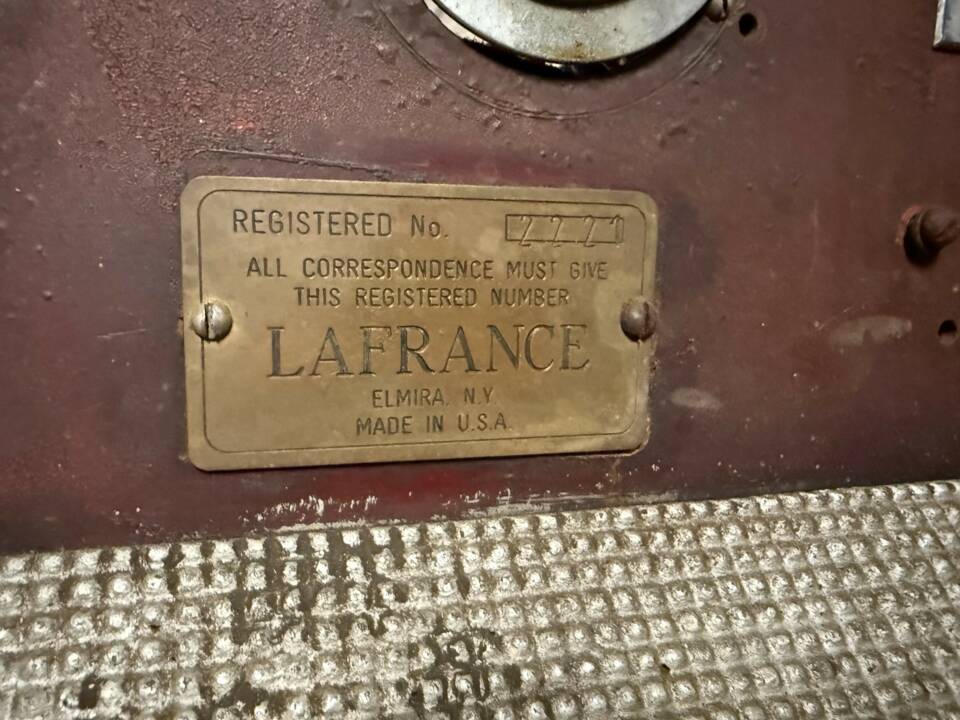 REGISTERED No. 2221
ALL CORRESPONDENCE MUST GIVE
THIS REGISTERED NUMBER
LAFRANCE
ELMIRA, N.Y.
MADE IN U.S.A.